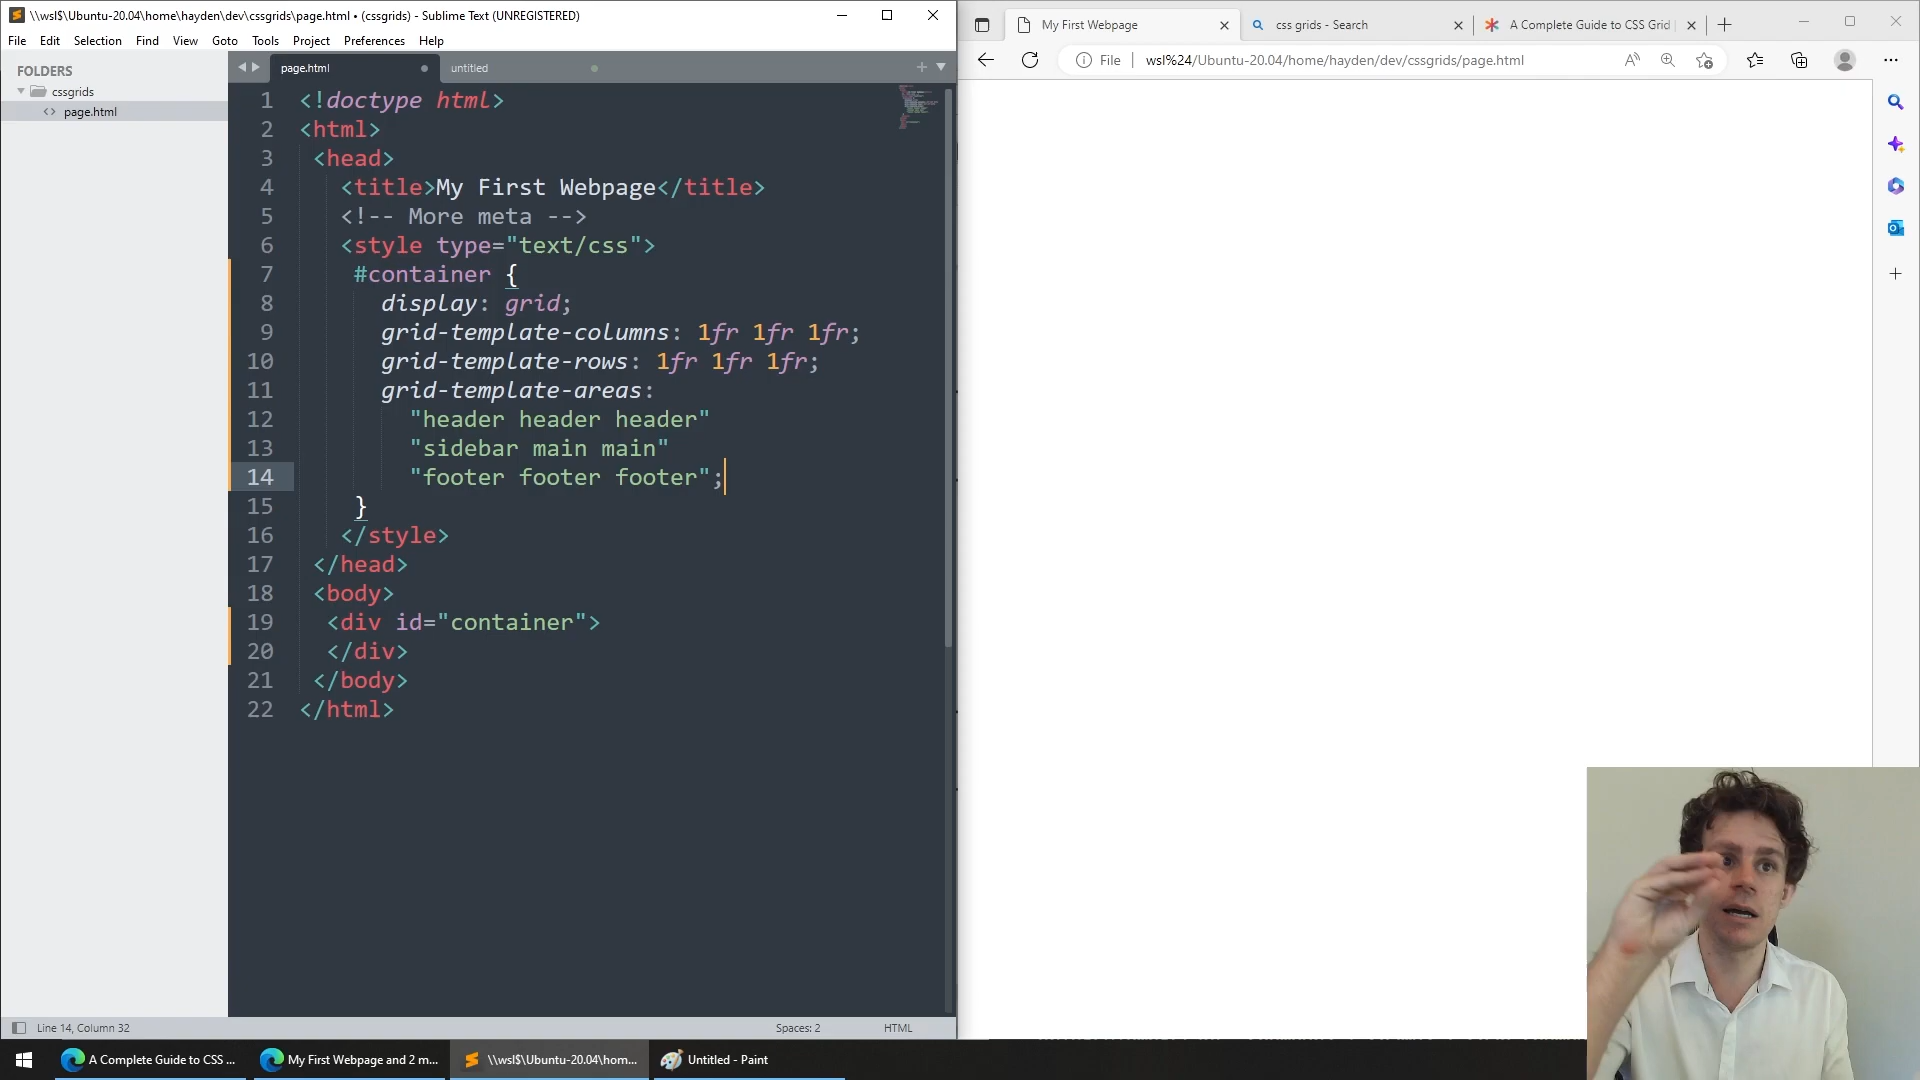 \\wsl$\Ubuntu-20.04\home\hayden\dev\cssgrids\page.html • (cssgrids) - Sublime Text (UNREGISTERED)
File Edit Selection Find View Goto Tools Project Preferences Help
FOLDERS
cssgrids
<> page.html
page.html
untitled
1 <!doctype html>
2 <html>
3 <head>
4 <title>My First Webpage</title>
5 <!-- More meta -->
6 <style type="text/css">
7 #container {
8 display: grid;
9 grid-template-columns: 1fr 1fr 1fr;
10 grid-template-rows: 1fr 1fr 1fr;
11 grid-template-areas:
12 "header header header"
13 "sidebar main main"
14 "footer footer footer";
15 }
16 </style>
17 </head>
18 <body>
19 <div id="container">
20 </div>
21 </body>
22 </html>
Line 14, Column 32
Spaces: 2
HTML
My First Webpage
css grids - Search
A Complete Guide to CSS Grid
File wsl%24/Ubuntu-20.04/home/hayden/dev/cssgrids/page.html
A Complete Guide to CSS ...
My First Webpage and 2 m...
\\wsl$\Ubuntu-20.04\hom...
Untitled - Paint